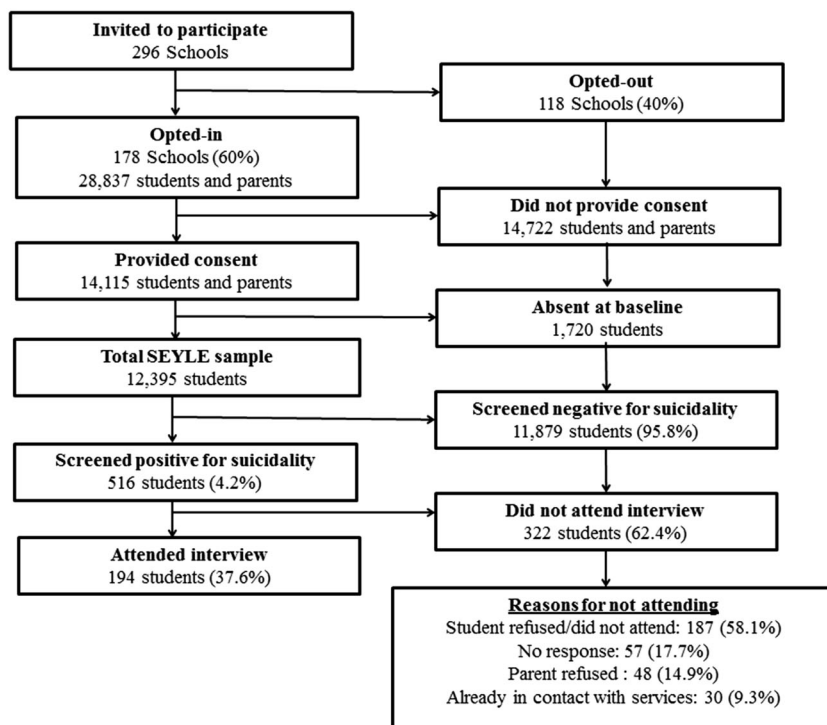 Invited to participate
296 Schools
Opted-out
118 Schools (40%)
Opted-in
178 Schools (60%)
28,837 students and parents
Did not provide consent
14,722 students and parents
Provided consent
14,115 students and parents
Absent at baseline
1,720 students
Total SEYLE sample
12,395 students
Screened negative for suicidality
11,879 students (95.8%)
Screened positive for suicidality
516 students (4.2%)
Did not attend interview
322 students (62.4%)
Attended interview
194 students (37.6%)
Reasons for not attending
Student refused/did not attend: 187 (58.1%)
No response: 57 (17.7%)
Parent refused : 48 (14.9%)
Already in contact with services: 30 (9.3%)